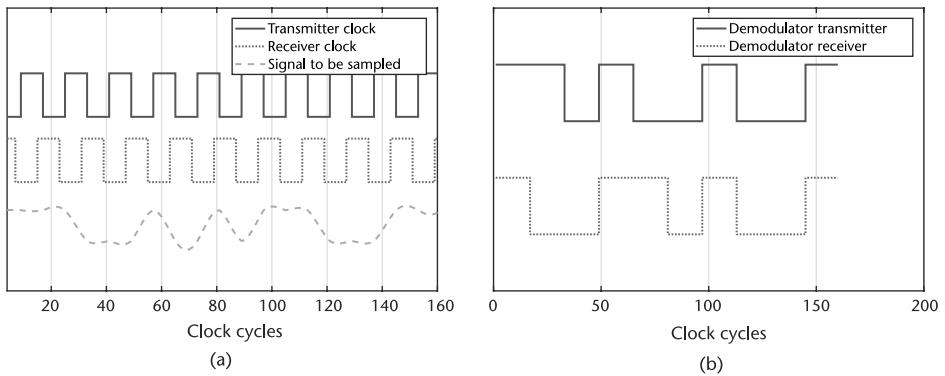 Transmitter clock
Receiver clock
Signal to be sampled
20 40 60 80 100 120 140 160
Clock cycles
(a)
Demodulator transmitter
Demodulator receiver
0 50 100 150 200
Clock cycles
(b)